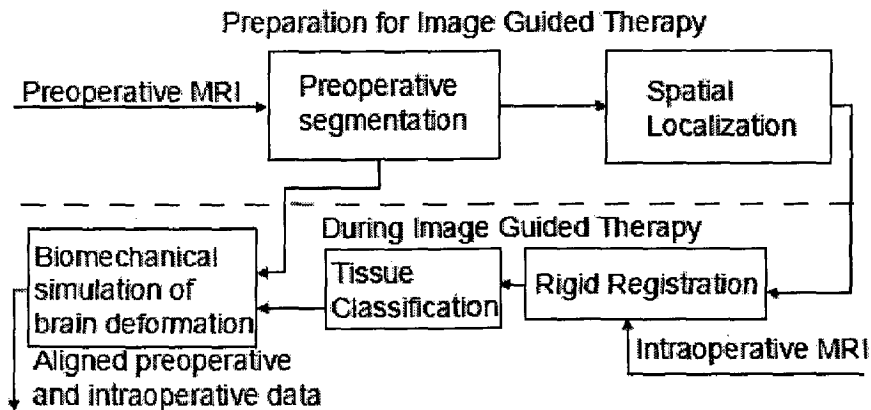 Preparation for Image Guided Therapy
Preoperative MRI
Preoperative
segmentation
Spatial
Localization
During Image Guided Therapy
Biomechanical
simulation of
brain deformation
Tissue
Classification
Rigid Registration
Intraoperative MRI
Aligned preoperative
and intraoperative data